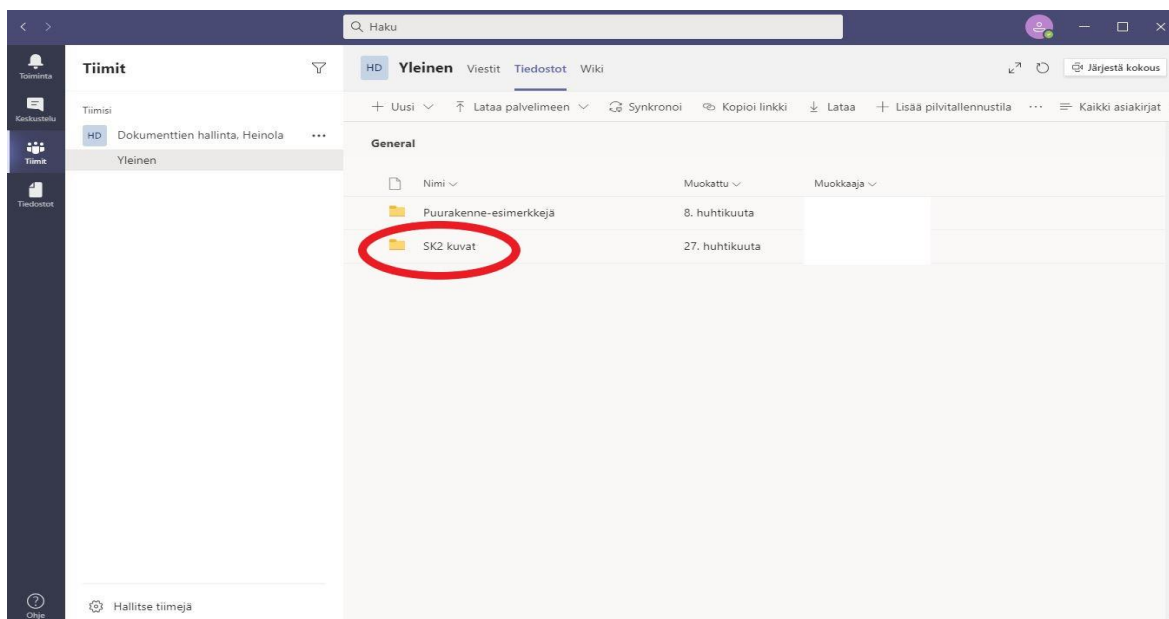 Haku
Toiminta
Keskustelu
Tiimit
Tiedostot
Ohje
Tiimit
Tiimisi
HD Dokumenttien hallinta, Heinola ...
Yleinen
Hallitse tiimejä
HD Yleinen Viestit Tiedostot Wiki Järjestä kokous
+ Uusi Lataa palvelimeen Synkronoi Kopioi linkki Lataa + Lisää pilvitallennustila ... Kaikki asiakirjat
General
Nimi Muokattu Muokkaaja
Puurakenne-esimerkkejä 8. huhtikuuta
SK2 kuvat 27. huhtikuuta